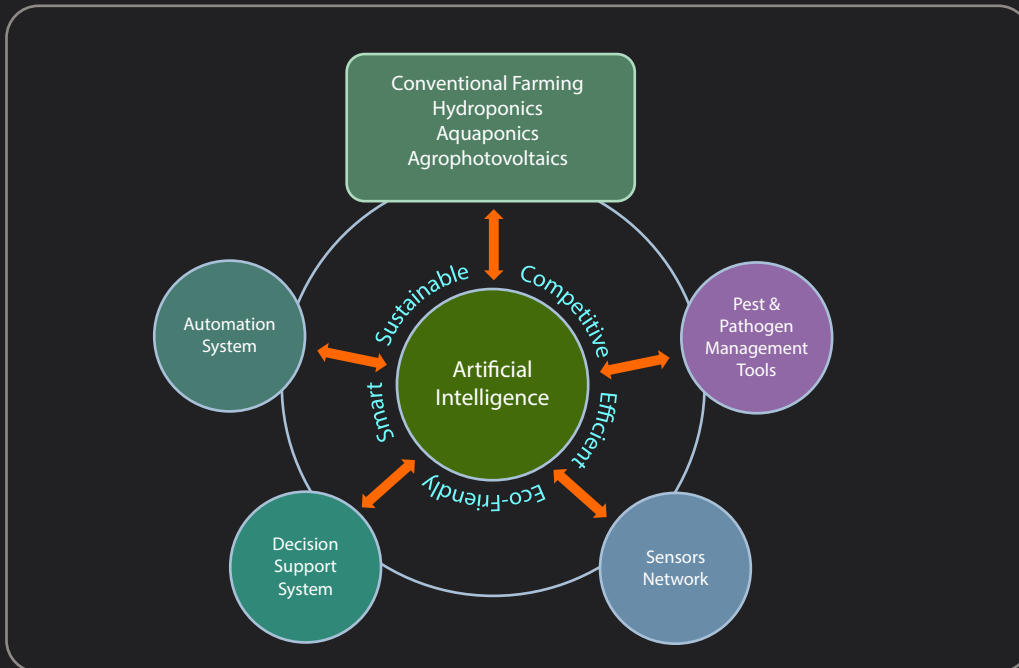 Conventional Farming
Hydroponics
Aquaponics
Agrophotovoltaics
Sustainable
Competitive
Automation
System
Artificial
Intelligence
Pest &
Pathogen
Management
Tools
Smart
Efficient
Eco-Friendly
Decision
Support
System
Sensors
Network